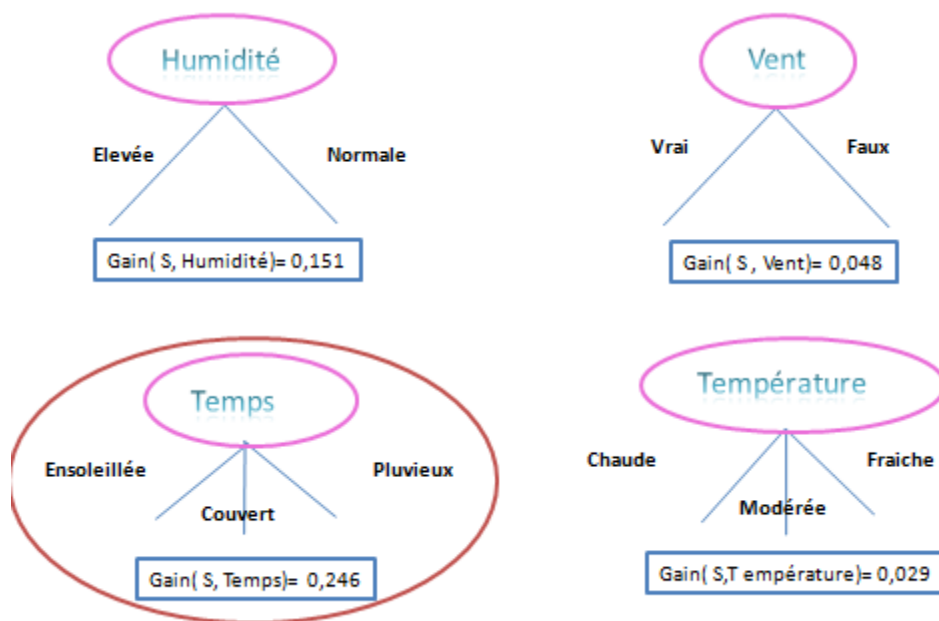 Humidité
Elevée
Normale
Gain( S, Humidité)= 0,151
Vent
Vrai
Faux
Gain( S , Vent)= 0,048
Temps
Ensoleillée
Couvert
Pluvieux
Gain( S, Temps)= 0,246
Température
Chaude
Modérée
Fraiche
Gain( S,T empérature)= 0,029